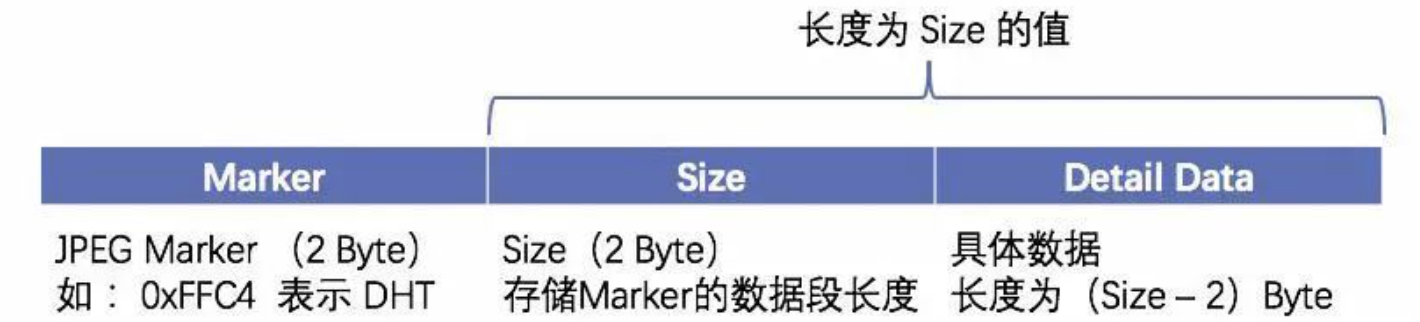 长度为 Size 的值
Marker
Size
Detail Data
JPEG Marker （2 Byte）
如： 0xFFC4 表示 DHT
Size（2 Byte）
存储Marker的数据段长度
具体数据
长度为（Size – 2）Byte